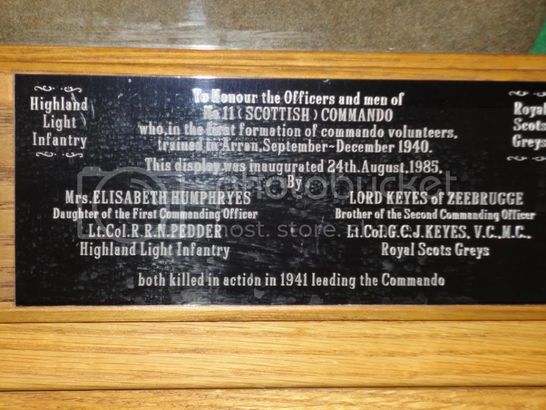 To Honour the Officers and men of
No 11 (SCOTTISH) COMMANDO
who, in the first formation of commando volunteers,
trained in Arran, September-December 1940.
This display was inaugurated 24th. August, 1985,
By
Highland
Light
Infantry
Royal
Scots
Greys
Mrs. ELISABETH HUMPHRYES
Daughter of the First Commanding Officer
Lt. Col. R.R.N. PEDDER
Highland Light Infantry
LORD KEYES of ZEEBRUGGE
Brother of the Second Commanding Officer
Lt. Col. G.C.J. KEYES, V.C., M.C.,
Royal Scots Greys
both killed in action in 1941 leading the Commando
photobucket